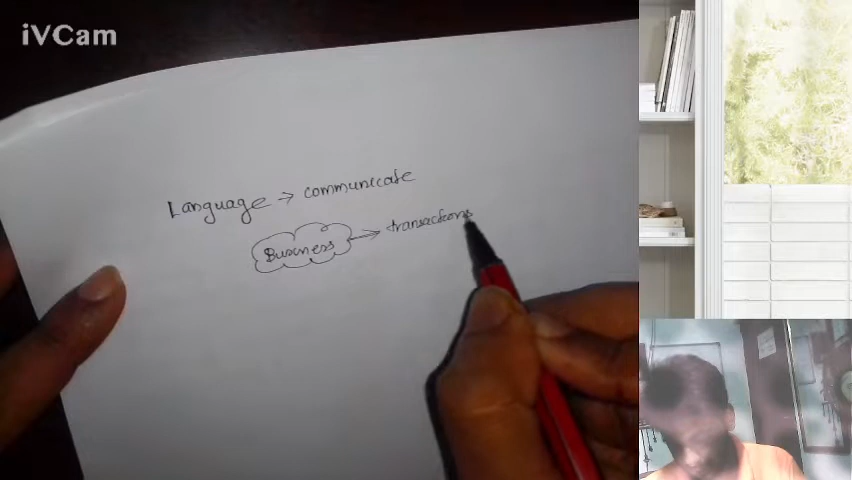 iVCam
Language → communicate
Business → transactions